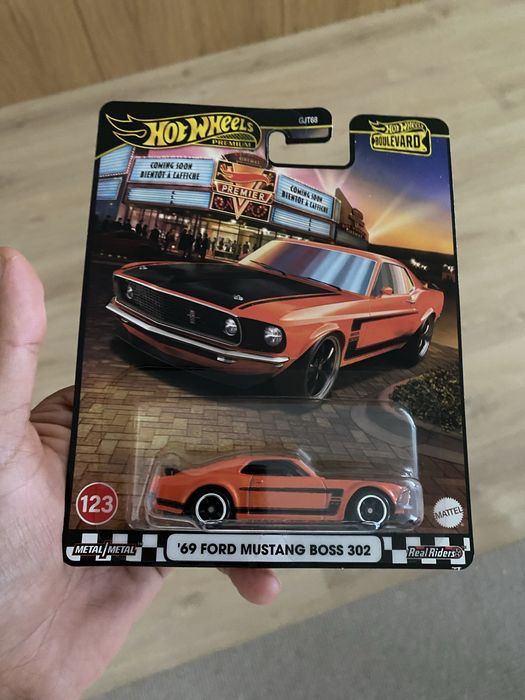 HOT WHEELS
PREMIUM
GJT68
HOT WHEELS
BOULEVARD
COMING SOON
BIENTÔT À L'AFFICHE
PREMIER
COMING SOON
BIENTÔT À L'AFFICHE
123
MATTEL
METAL/METAL
'69 FORD MUSTANG BOSS 302
Real Riders